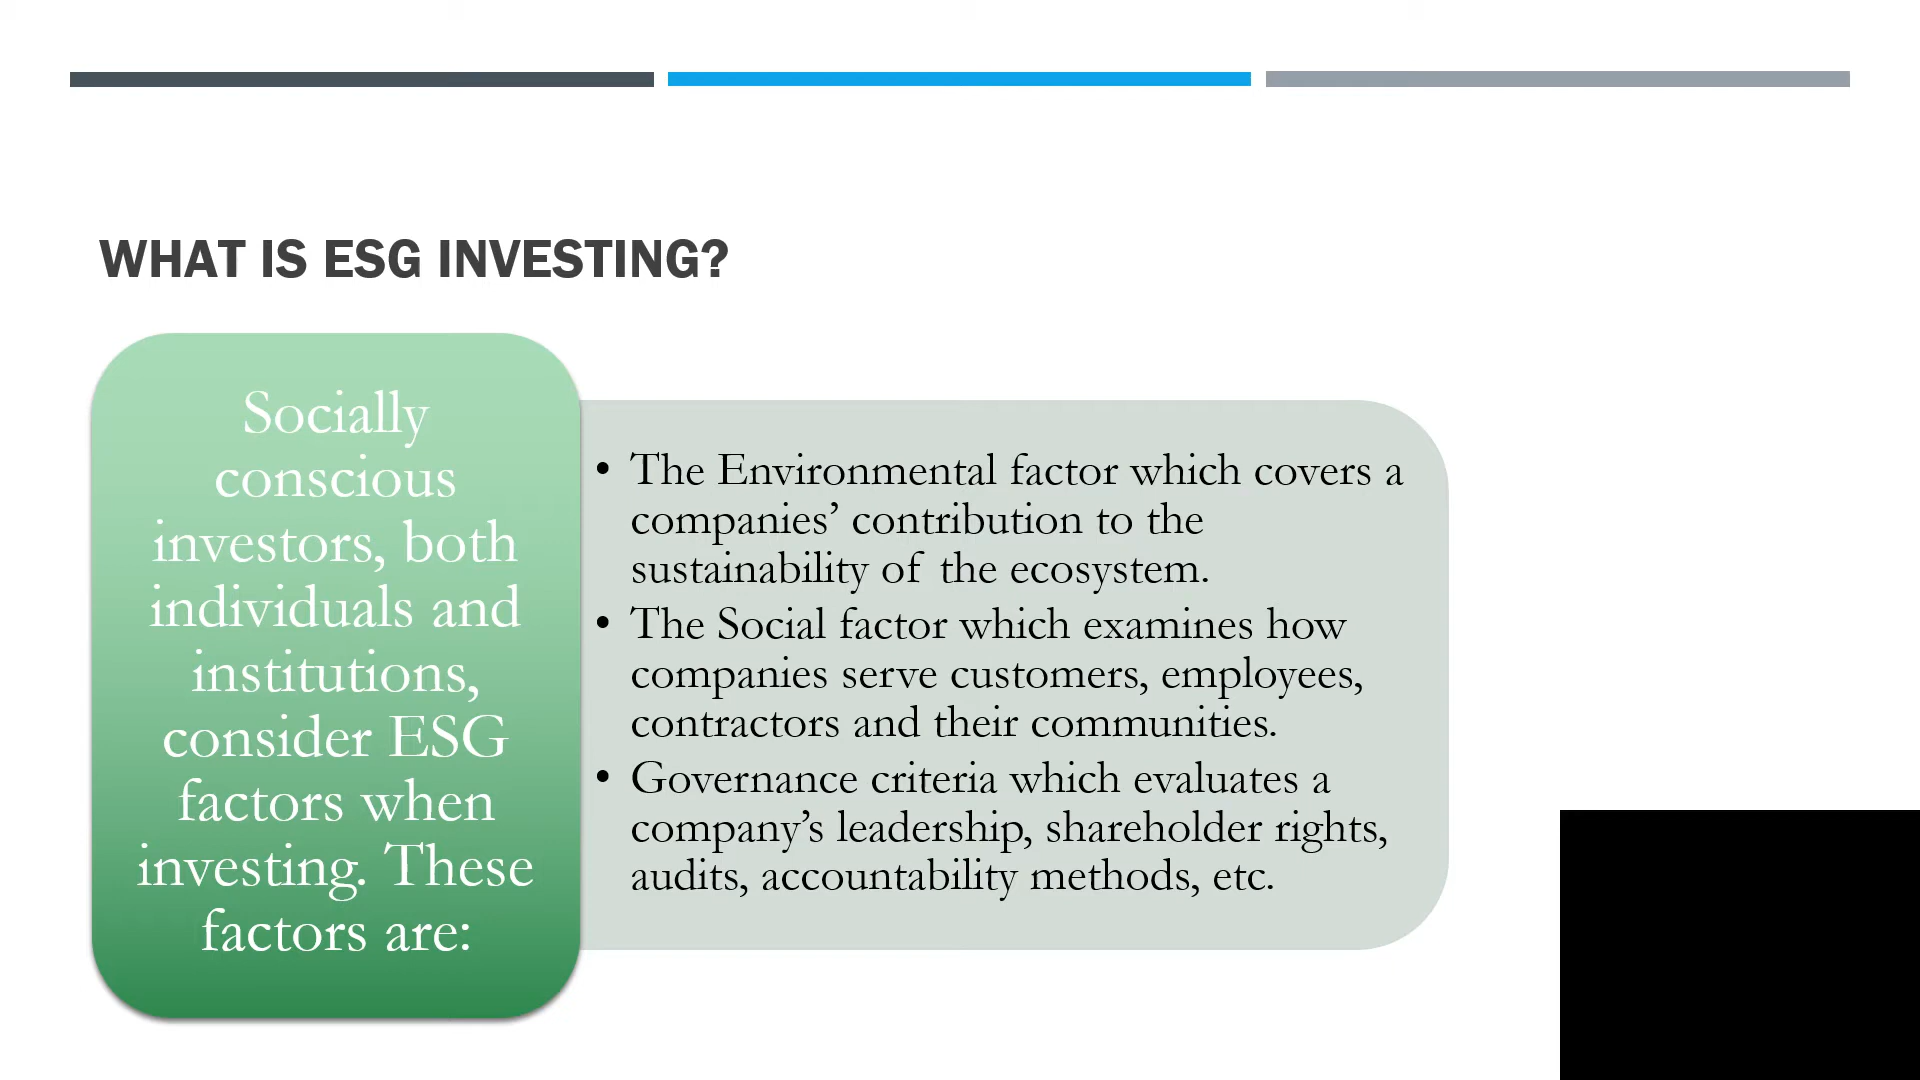 WHAT IS ESG INVESTING?
Socially
conscious
investors, both
individuals and
institutions,
consider ESG
factors when
investing. These
factors are:
• The Environmental factor which covers a
companies’ contribution to the
sustainability of the ecosystem.
• The Social factor which examines how
companies serve customers, employees,
contractors and their communities.
• Governance criteria which evaluates a
company’s leadership, shareholder rights,
audits, accountability methods, etc.